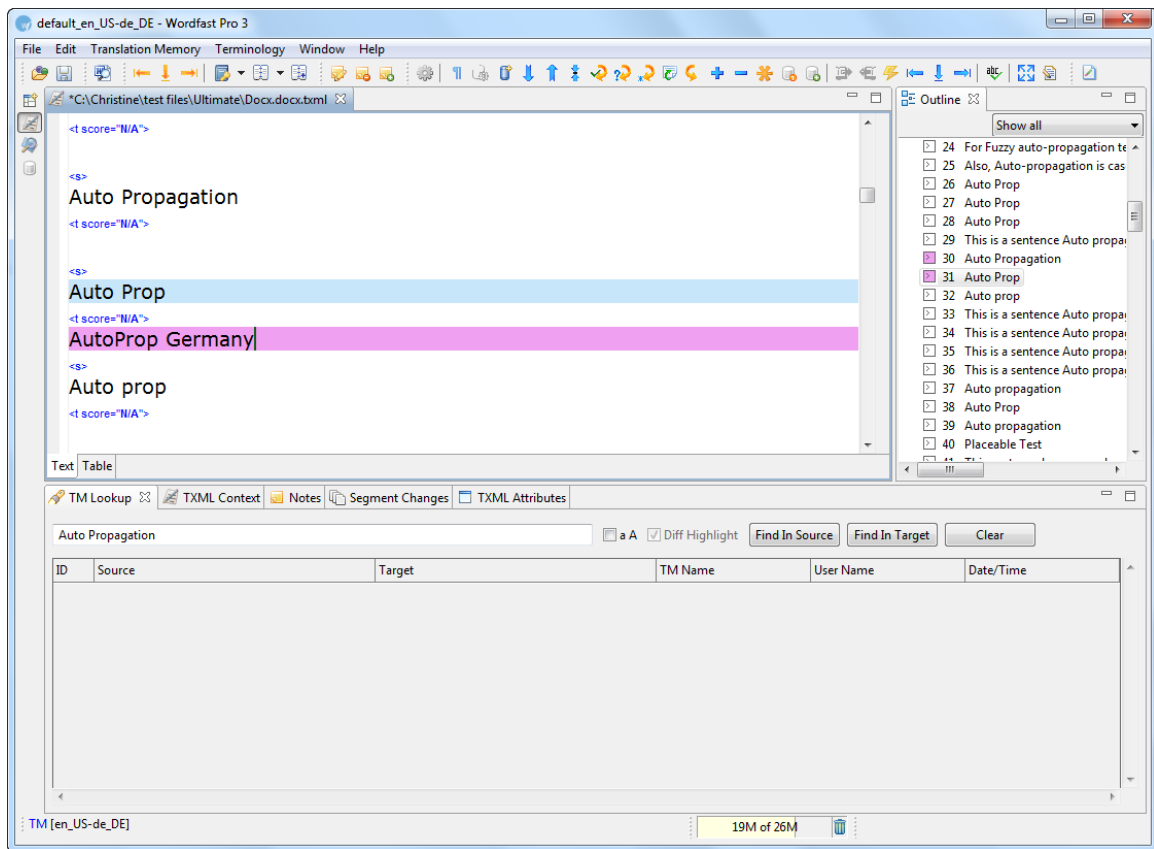 default_en_US-de_DE - Wordfast Pro 3
File Edit Translation Memory Terminology Window Help
*C:\Christine\test files\Ultimate\Docx.docx.txml
<t score="N/A">
<s>
Auto Propagation
<t score="N/A">
<s>
Auto Prop
<t score="N/A">
AutoProp Germany
<s>
Auto prop
<t score="N/A">
Text Table
Outline
Show all
24 For Fuzzy auto-propagation te
25 Also, Auto-propagation is cas
26 Auto Prop
27 Auto Prop
28 Auto Prop
29 This is a sentence Auto propag
30 Auto Propagation
31 Auto Prop
32 Auto prop
33 This is a sentence Auto propag
34 This is a sentence Auto propag
35 This is a sentence Auto propag
36 This is a sentence Auto propag
37 Auto propagation
38 Auto Prop
39 Auto propagation
40 Placeable Test
TM Lookup TXML Context Notes Segment Changes TXML Attributes
Auto Propagation a A Diff Highlight Find In Source Find In Target Clear
ID Source Target TM Name User Name Date/Time
TM [en_US-de_DE] 19M of 26M